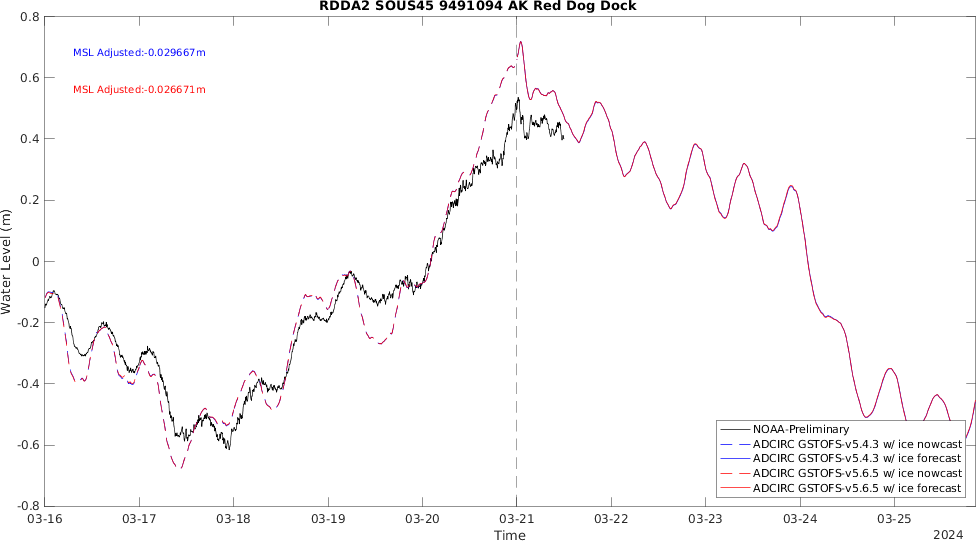 RDDA2 SOUS45 9491094 AK Red Dog Dock
MSL Adjusted:-0.029667m
MSL Adjusted:-0.026671m
Water Level (m)
0.8
0.6
0.4
0.2
0
-0.2
-0.4
-0.6
-0.8
NOAA-Preliminary
ADCIRC GSTOFS-v5.4.3 w/ ice nowcast
ADCIRC GSTOFS-v5.4.3 w/ ice forecast
ADCIRC GSTOFS-v5.6.5 w/ ice nowcast
ADCIRC GSTOFS-v5.6.5 w/ ice forecast
03-16 03-17 03-18 03-19 03-20 03-21 03-22 03-23 03-24 03-25
Time
2024